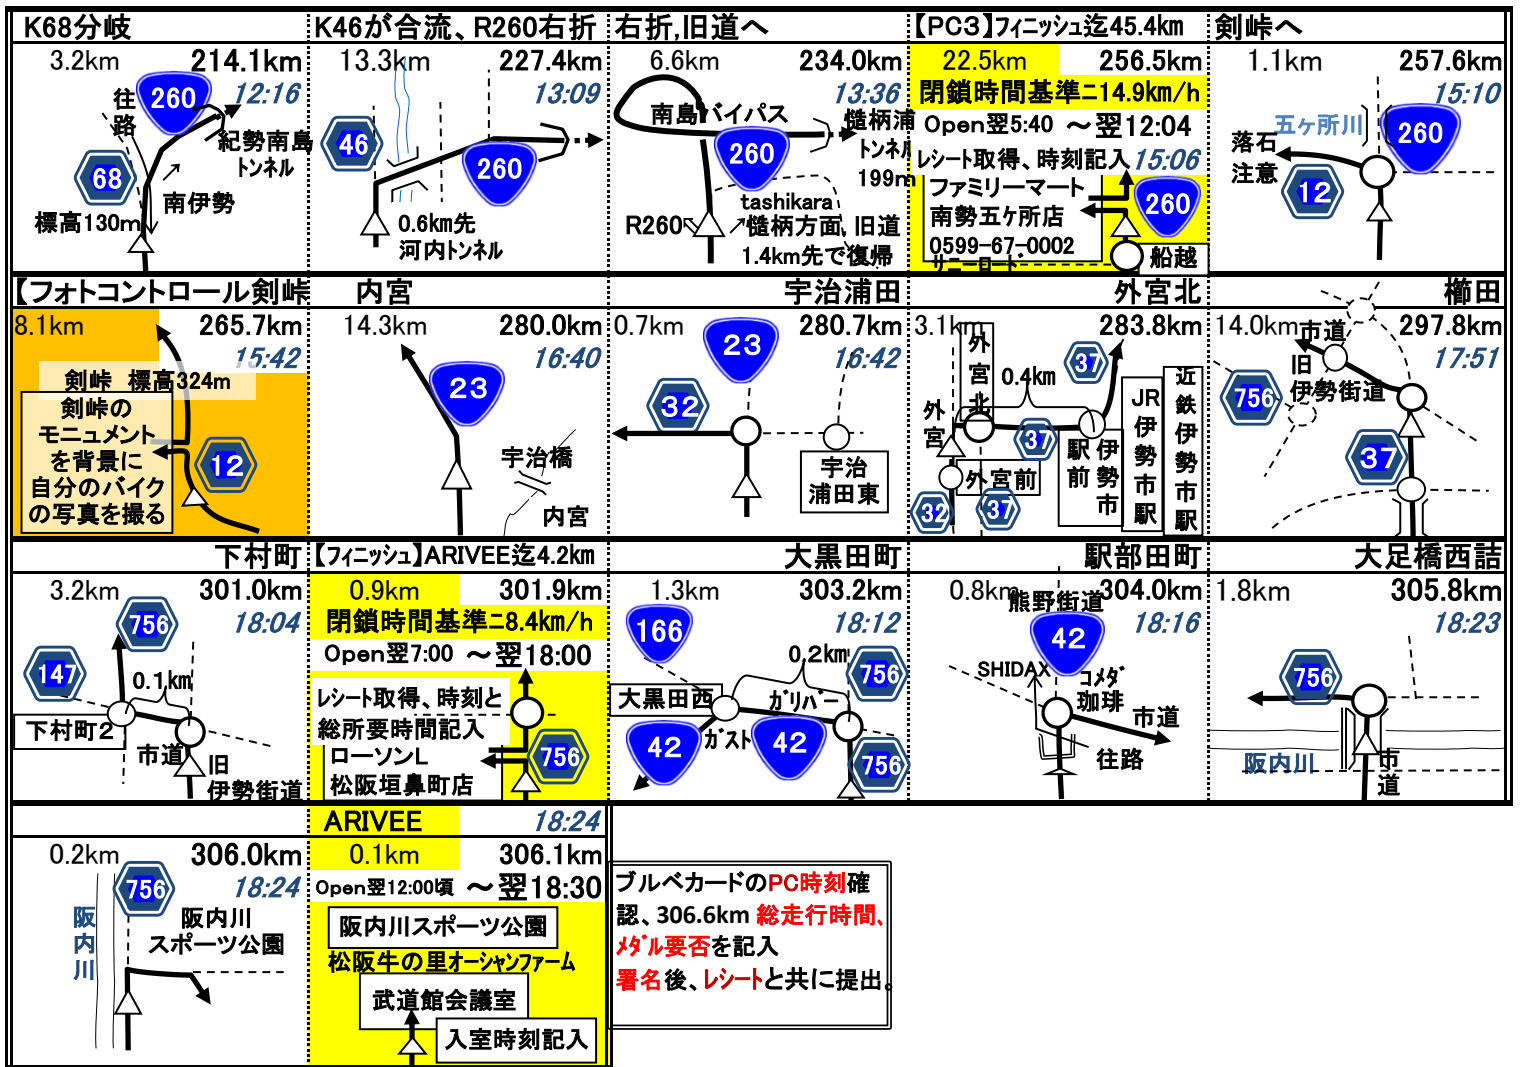 K68分岐
3.2km
214.1km
12:16
往路
260
紀勢南島
トンネル
68
南伊勢
標高130m
K46が合流、R260右折
13.3km
227.4km
13:09
46
260
0.6km先
河内トンネル
右折,旧道へ
6.6km
234.0km
13:36
南島バイパス
慥柄浦
トンネル
199m
260
tashikara
R260
慥柄方面、旧道
1.4km先で復帰
【PC3】フィニッシュ迄45.4km
22.5km
256.5km
閉鎖時間基準ﾆ14.9km/h
Open翌5:40 ～翌12:04
レシート取得、時刻記入
15:06
ファミリーマート
南勢五ケ所店
0599-67-0002
サニーロード
260
船越
剣峠へ
1.1km
257.6km
15:10
五ヶ所川
260
落石
注意
12
【フォトコントロール剣峠
8.1km
265.7km
15:42
剣峠 標高324m
剣峠の
モニュメント
を背景に
自分のバイク
の写真を撮る
12
内宮
14.3km
280.0km
16:40
23
宇治橋
内宮
宇治浦田
0.7km
280.7km
16:42
23
32
宇治
浦田東
外宮北
3.1km
283.8km
外宮北
37
0.4km
外宮
37
外宮前
32
37
伊勢市駅前
JR伊勢市駅
近鉄伊勢市駅
櫛田
14.0km
297.8km
17:51
市道
旧
伊勢街道
756
37
下村町
3.2km
301.0km
18:04
756
147
0.1km
下村町2
市道
旧
伊勢街道
【フィニッシュ】ARIVEE迄4.2km
0.9km
301.9km
閉鎖時間基準ﾆ8.4km/h
Open翌7:00 ～翌18:00
レシート取得、時刻と
総所要時間記入
ローソンL
松阪垣鼻町店
756
大黒田町
1.3km
303.2km
18:12
166
0.2km
756
大黒田西
ｶﾞﾘﾊﾞｰ
42
ｶﾞｽﾄ
42
756
駅部田町
0.8km
304.0km
熊野街道
18:16
42
SHIDAX
ｺﾒﾀﾞ
珈琲
市道
往路
大足橋西詰
1.8km
305.8km
18:23
756
阪内川
市道
0.2km
306.0km
18:24
756
阪内川
阪内川
スポーツ公園
ARIVEE
18:24
0.1km
306.1km
Open翌12:00頃 ～翌18:30
阪内川スポーツ公園
松阪牛の里オーシャンファーム
武道館会議室
入室時刻記入
ブルベカードのPC時刻確
認、306.6km 総走行時間、
ﾒﾀﾞﾙ要否を記入
署名後、レシートと共に提出。